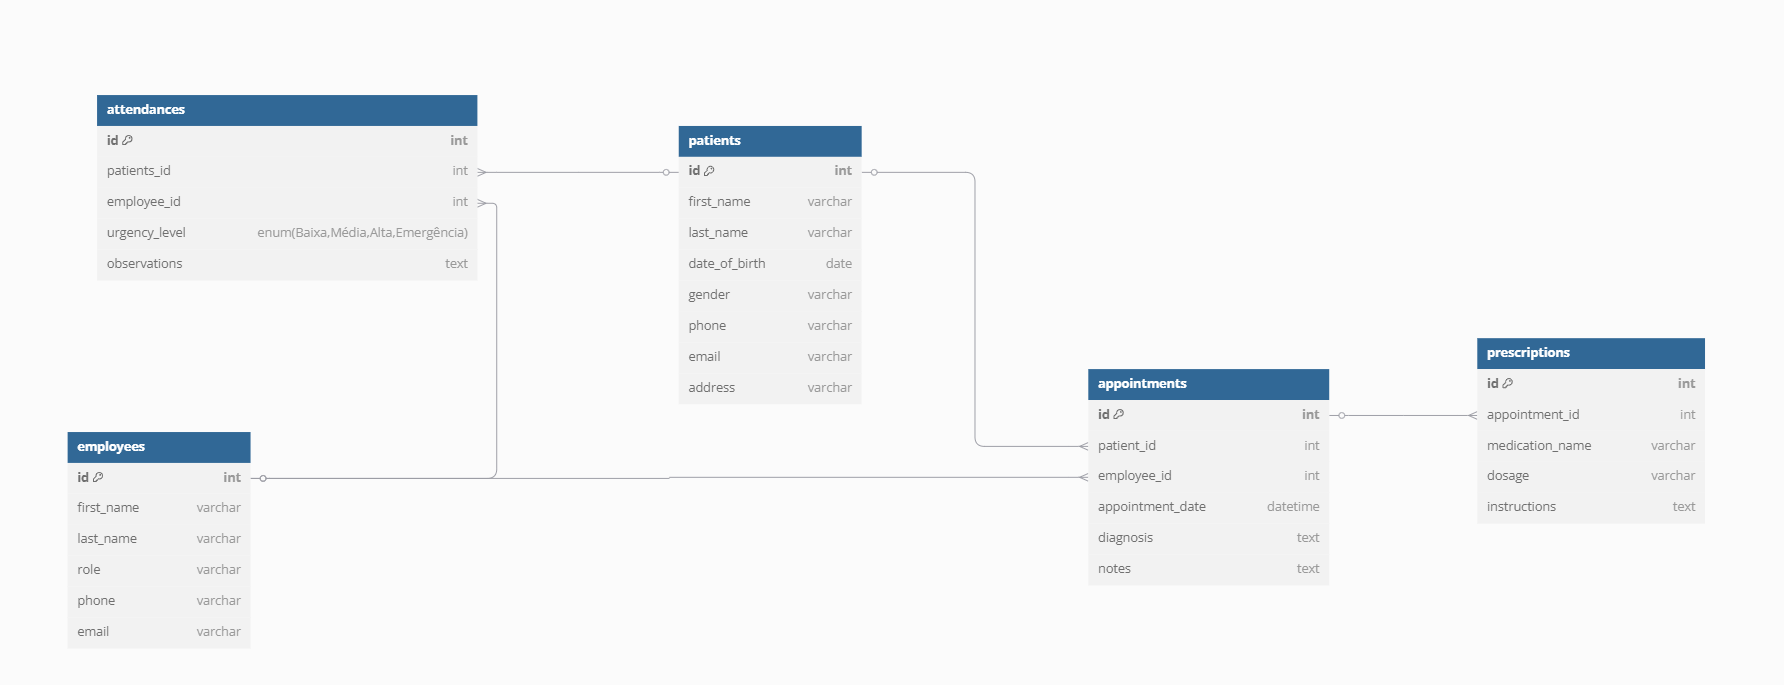 attendances
id int
patients_id int
employee_id int
urgency_level enum(Baixa,Média,Alta,Emergência)
observations text
patients
id int
first_name varchar
last_name varchar
date_of_birth date
gender varchar
phone varchar
email varchar
address varchar
employees
id int
first_name varchar
last_name varchar
role varchar
phone varchar
email varchar
appointments
id int
patient_id int
employee_id int
appointment_date datetime
diagnosis text
notes text
prescriptions
id int
appointment_id int
medication_name varchar
dosage varchar
instructions text